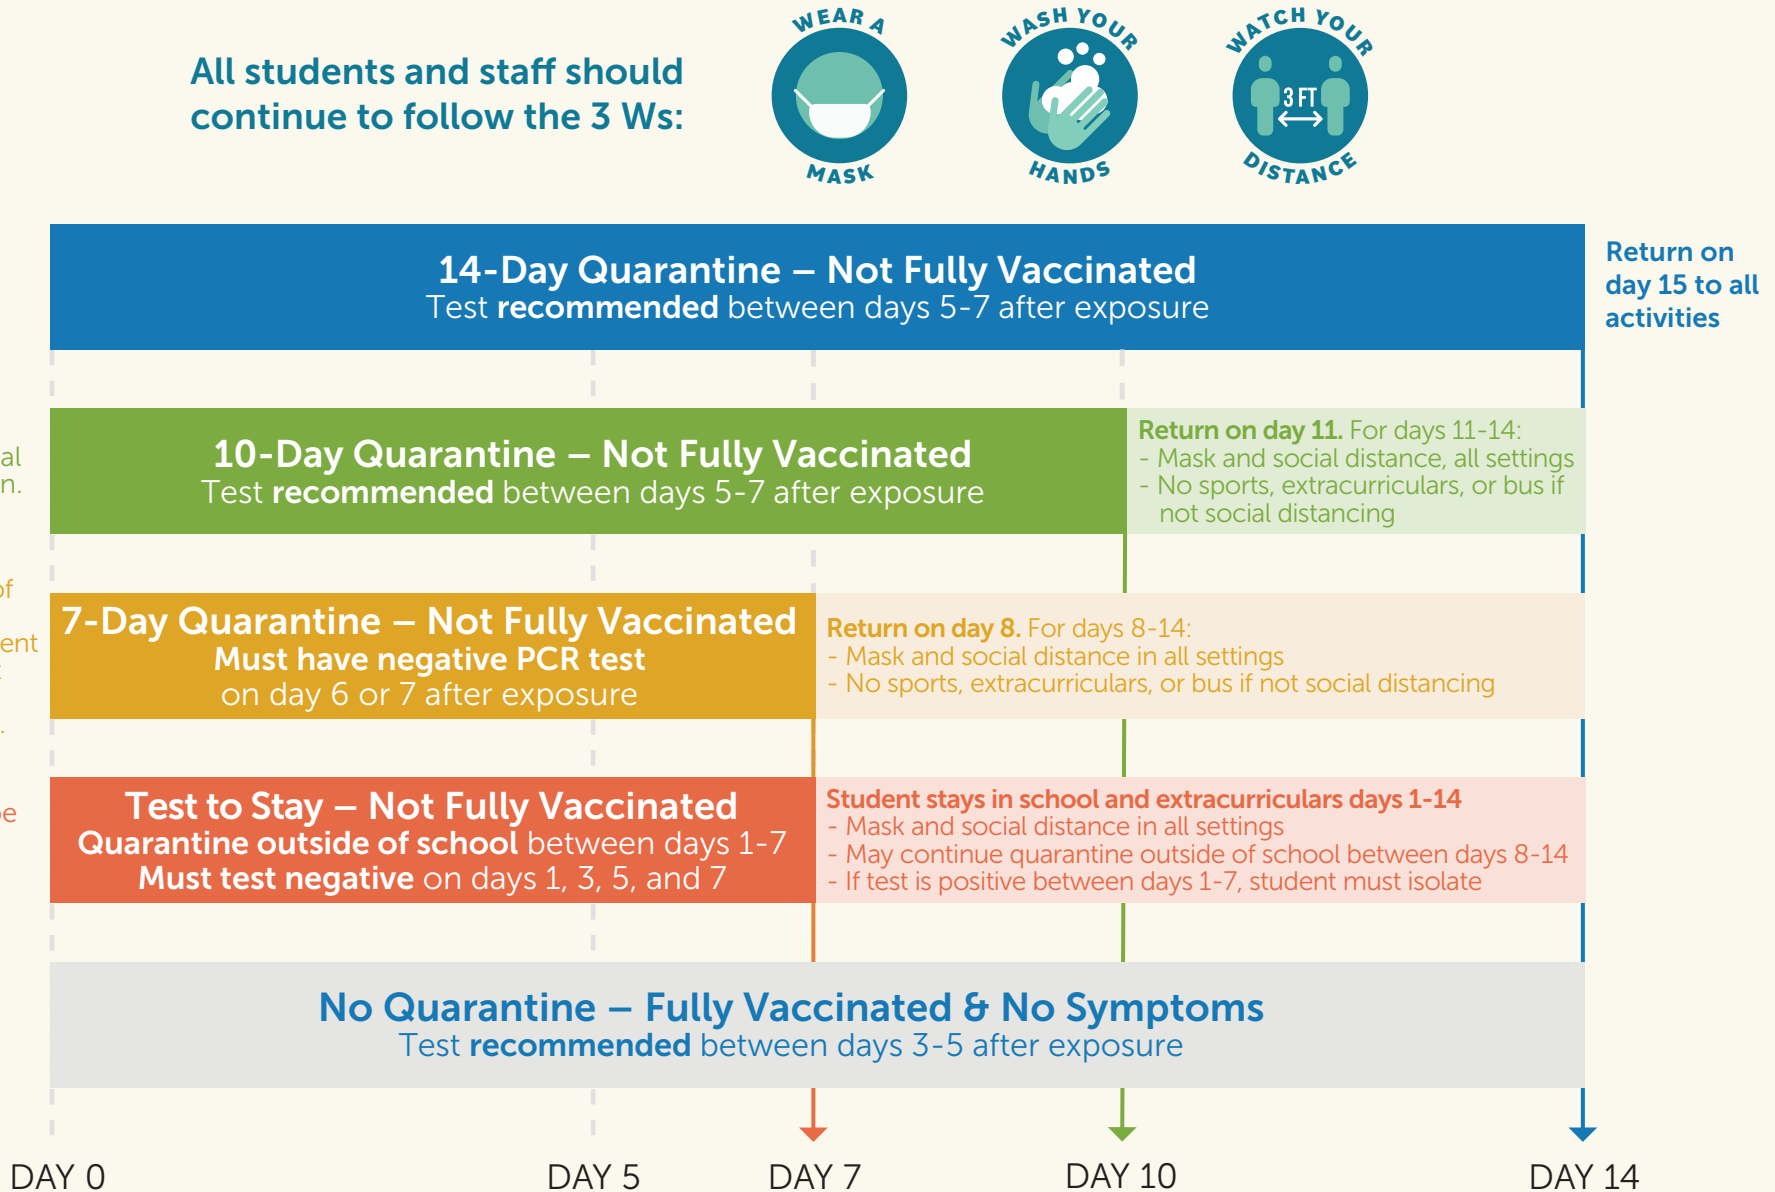 All students and staff should
continue to follow the 3 Ws:
WEAR A
MASK
WASH YOUR
HANDS
WATCH YOUR
3 FT
DISTANCE
14-Day Quarantine – Not Fully Vaccinated
Test recommended between days 5-7 after exposure
Return on
day 15 to all
activities
al
n.
10-Day Quarantine – Not Fully Vaccinated
Test recommended between days 5-7 after exposure
Return on day 11. For days 11-14:
- Mask and social distance, all settings
- No sports, extracurriculars, or bus if
not social distancing
of
ent
.
7-Day Quarantine – Not Fully Vaccinated
Must have negative PCR test
on day 6 or 7 after exposure
Return on day 8. For days 8-14:
- Mask and social distance in all settings
- No sports, extracurriculars, or bus if not social distancing
Test to Stay – Not Fully Vaccinated
Quarantine outside of school between days 1-7
Must test negative on days 1, 3, 5, and 7
Student stays in school and extracurriculars days 1-14
- Mask and social distance in all settings
- May continue quarantine outside of school between days 8-14
- If test is positive between days 1-7, student must isolate
No Quarantine – Fully Vaccinated & No Symptoms
Test recommended between days 3-5 after exposure
DAY 0
DAY 5
DAY 7
DAY 10
DAY 14